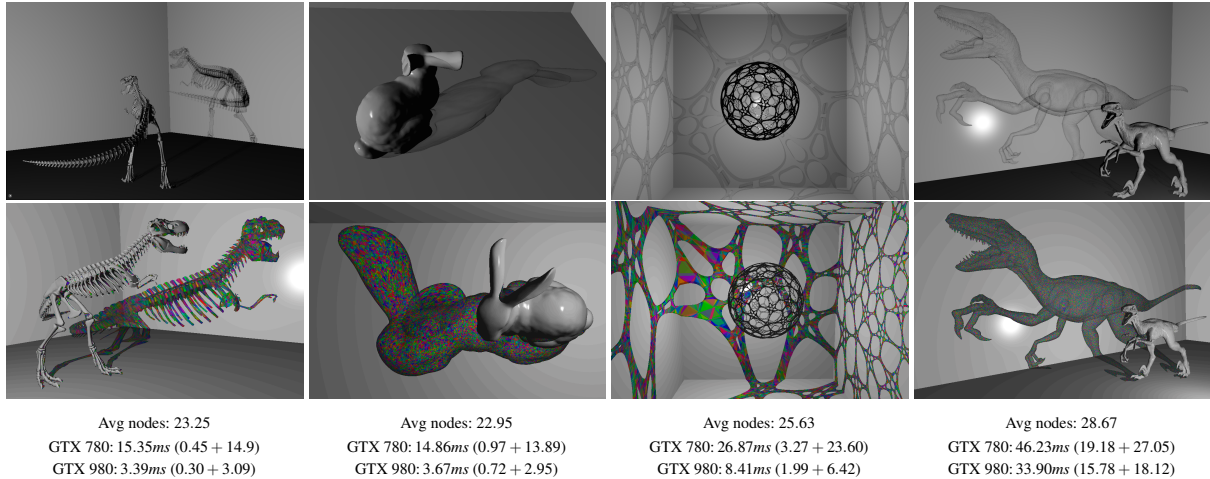 Avg nodes: 23.25
GTX 780: 15.35ms (0.45 + 14.9)
GTX 980: 3.39ms (0.30 + 3.09)
Avg nodes: 22.95
GTX 780: 14.86ms (0.97 + 13.89)
GTX 980: 3.67ms (0.72 + 2.95)
Avg nodes: 25.63
GTX 780: 26.87ms (3.27 + 23.60)
GTX 980: 8.41ms (1.99 + 6.42)
Avg nodes: 28.67
GTX 780: 46.23ms (19.18 + 27.05)
GTX 980: 33.90ms (15.78 + 18.12)